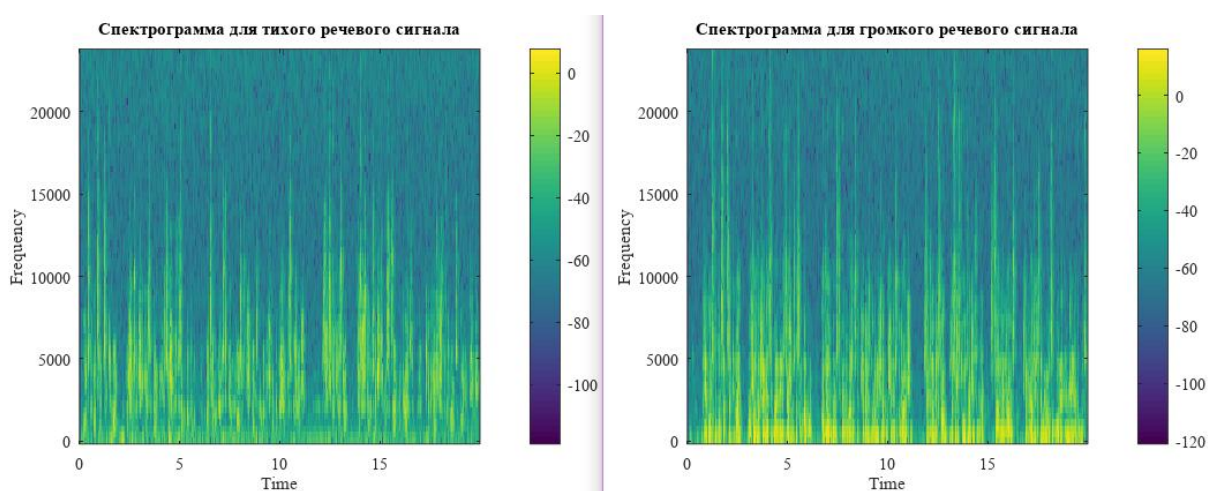 Спектрограмма для тихого речевого сигнала
Frequency
20000
15000
10000
5000
0
0 5 10 15
Time
0
-20
-40
-60
-80
-100
Спектрограмма для громкого речевого сигнала
Frequency
20000
15000
10000
5000
0
0 5 10 15
Time
0
-20
-40
-60
-80
-100
-120